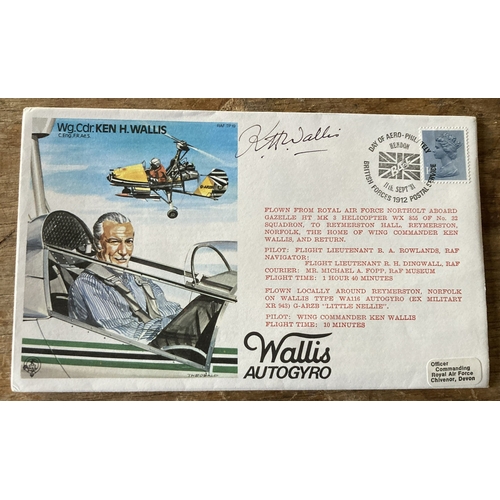 Wg.Cdr. KEN H. WALLIS
C.Eng.,F.R.Ae.S.
K H Wallis
DAY OF AERO-PHILATELY
HENDON
11th SEPT '81
BRITISH FORCES 1912 POSTAL SERVICE
FLOWN FROM ROYAL AIR FORCE NORTHOLT ABOARD
GAZELLE HT MK 3 HELICOPTER WX 855 OF No. 32
SQUADRON, TO REYMERSTON HALL, REYMERSTON,
NORFOLK, THE HOME OF WING COMMANDER KEN
WALLIS, AND RETURN.
PILOT: FLIGHT LIEUTENANT R. A. ROWLANDS, RAF
NAVIGATOR:
FLIGHT LIEUTENANT R H. DINGWALL, RAF
COURIER: MR. MICHAEL A. FOPP, RAF MUSEUM
FLIGHT TIME: 1 HOUR 40 MINUTES
FLOWN LOCALLY AROUND REYMERSTON, NORFOLK
ON WALLIS TYPE WA116 AUTOGYRO (EX MILITARY
XR 943) G-AREB "LITTLE NELLIE".
PILOT: WING COMMANDER KEN WALLIS
FLIGHT TIME: 10 MINUTES
Wallis
AUTOGYRO
Officer
Commanding
Royal Air Force
Chivenor, Devon